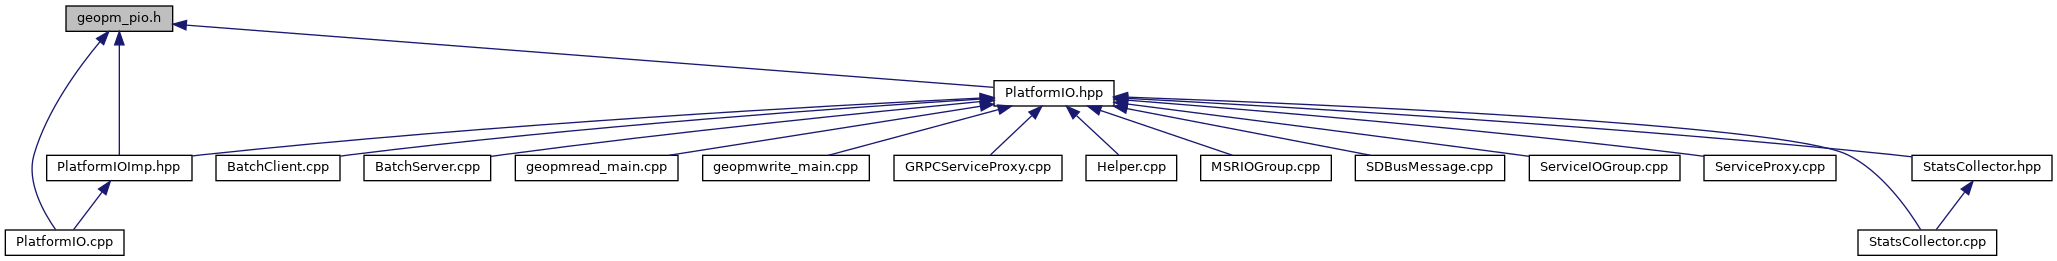 geopm_pio.h
PlatformIO.hpp
PlatformIOImp.hpp
BatchClient.cpp
BatchServer.cpp
geopmread_main.cpp
geopmwrite_main.cpp
GRPCServiceProxy.cpp
Helper.cpp
MSRIOGroup.cpp
SDBusMessage.cpp
ServiceIOGroup.cpp
ServiceProxy.cpp
StatsCollector.hpp
PlatformIO.cpp
StatsCollector.cpp